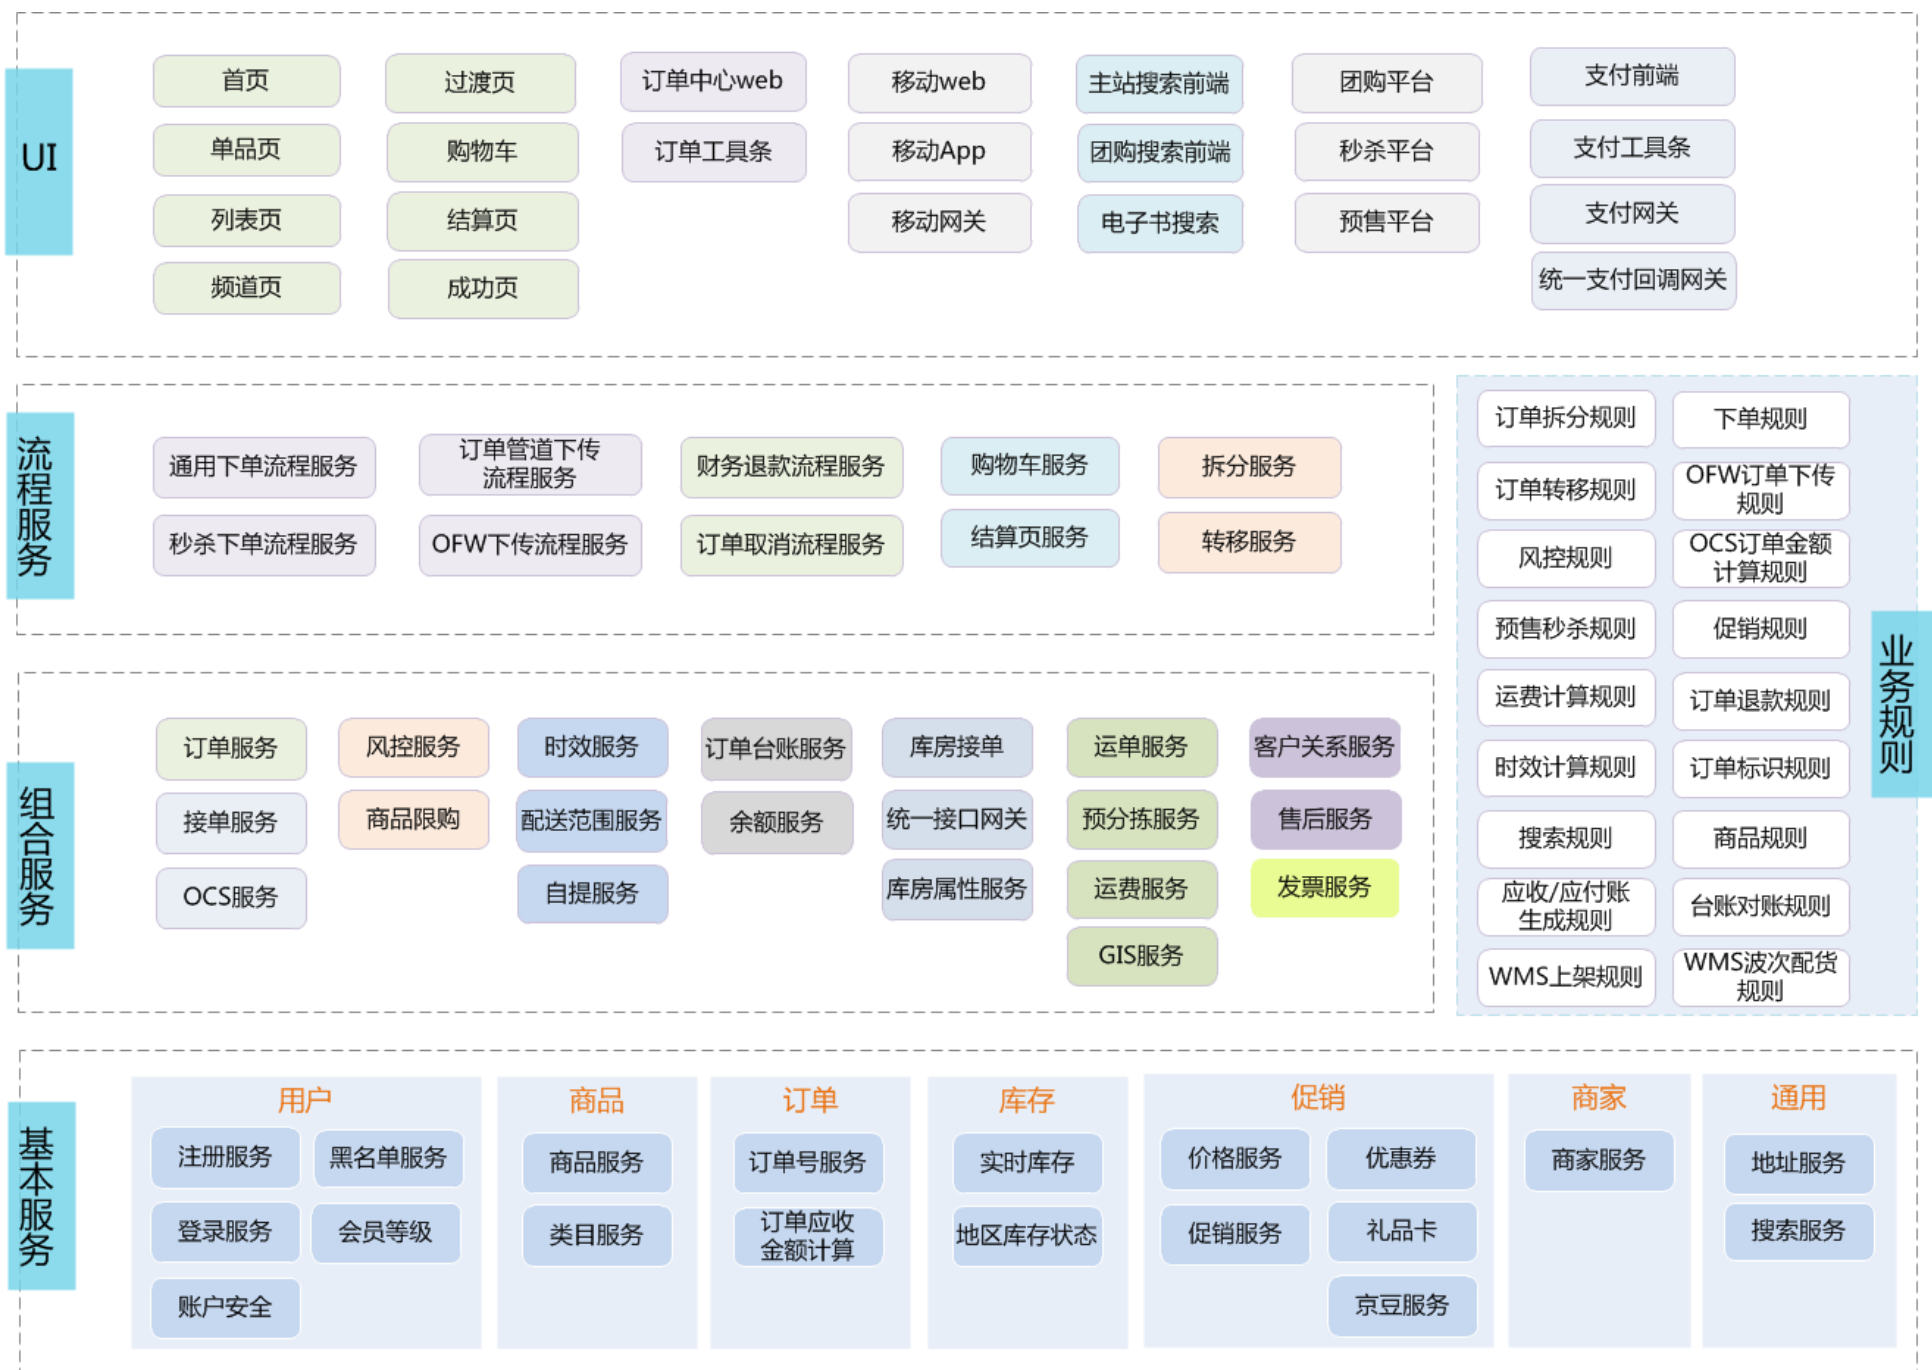 UI
首页
过渡页
订单中心web
移动web
主站搜索前端
团购平台
支付前端
单品页
购物车
订单工具条
移动App
团购搜索前端
秒杀平台
支付工具条
列表页
结算页
移动网关
电子书搜索
预售平台
支付网关
频道页
成功页
统一支付回调网关
流程服务
通用下单流程服务
订单管道下传
流程服务
财务退款流程服务
购物车服务
拆分服务
秒杀下单流程服务
OFW下传流程服务
订单取消流程服务
结算页服务
转移服务
组合服务
订单服务
风控服务
时效服务
订单台账服务
库房接单
运单服务
客户关系服务
接单服务
商品限购
配送范围服务
余额服务
统一接口网关
预分拣服务
售后服务
OCS服务
自提服务
库房属性服务
运费服务
发票服务
GIS服务
业务规则
订单拆分规则
下单规则
订单转移规则
OFW订单下传
规则
风控规则
OCS订单金额
计算规则
预售秒杀规则
促销规则
运费计算规则
订单退款规则
时效计算规则
订单标识规则
搜索规则
商品规则
应收/应付账
生成规则
台账对账规则
WMS上架规则
WMS波次配货
规则
基本服务
用户
注册服务
黑名单服务
登录服务
会员等级
账户安全
商品
商品服务
类目服务
订单
订单号服务
订单应收
金额计算
库存
实时库存
地区库存状态
促销
价格服务
优惠券
促销服务
礼品卡
京豆服务
商家
商家服务
通用
地址服务
搜索服务